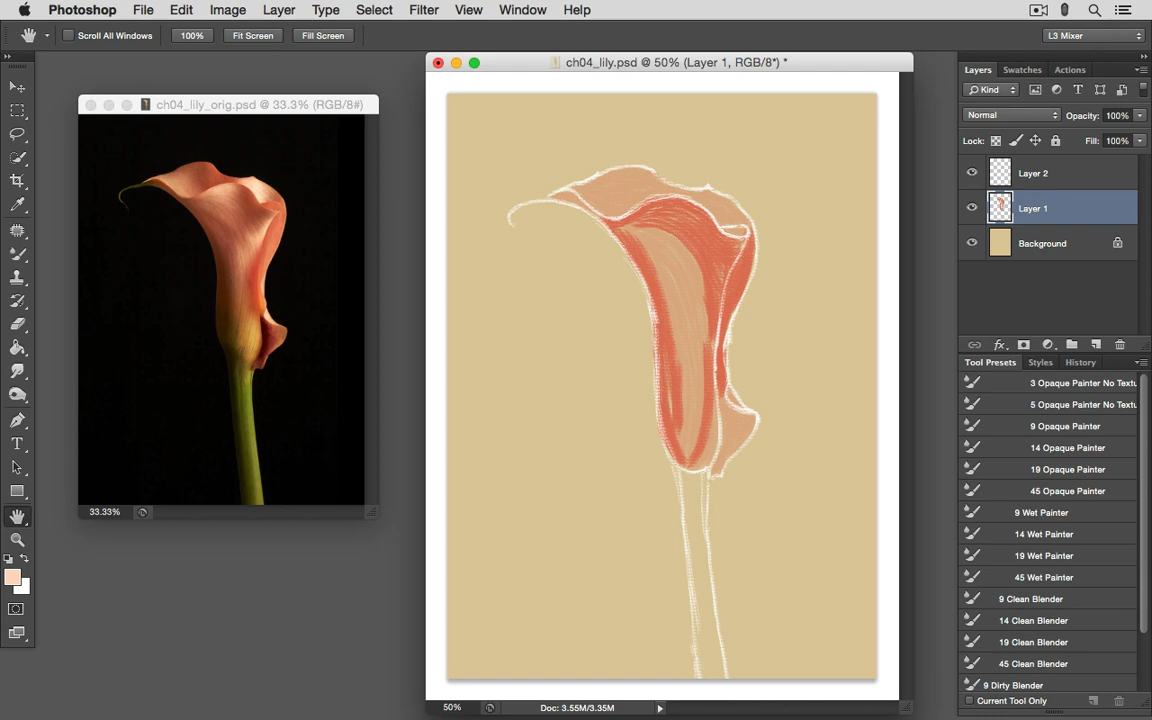 Photoshop File Edit Image Layer Type Select Filter View Window Help
Scroll All Windows 100% Fit Screen Fill Screen L3 Mixer
ch04_lily_orig.psd @ 33.3% (RGB/8#)
33.33%
ch04_lily.psd @ 50% (Layer 1, RGB/8*) *
50% Doc: 3.55M/3.35M
Layers Swatches Actions
Kind
Normal Opacity: 100%
Lock: Fill: 100%
Layer 2
Layer 1
Background
Tool Presets Styles History
3 Opaque Painter No Textu
5 Opaque Painter No Textu
9 Opaque Painter
14 Opaque Painter
19 Opaque Painter
45 Opaque Painter
9 Wet Painter
14 Wet Painter
19 Wet Painter
45 Wet Painter
9 Clean Blender
14 Clean Blender
19 Clean Blender
45 Clean Blender
9 Dirty Blender
Current Tool Only